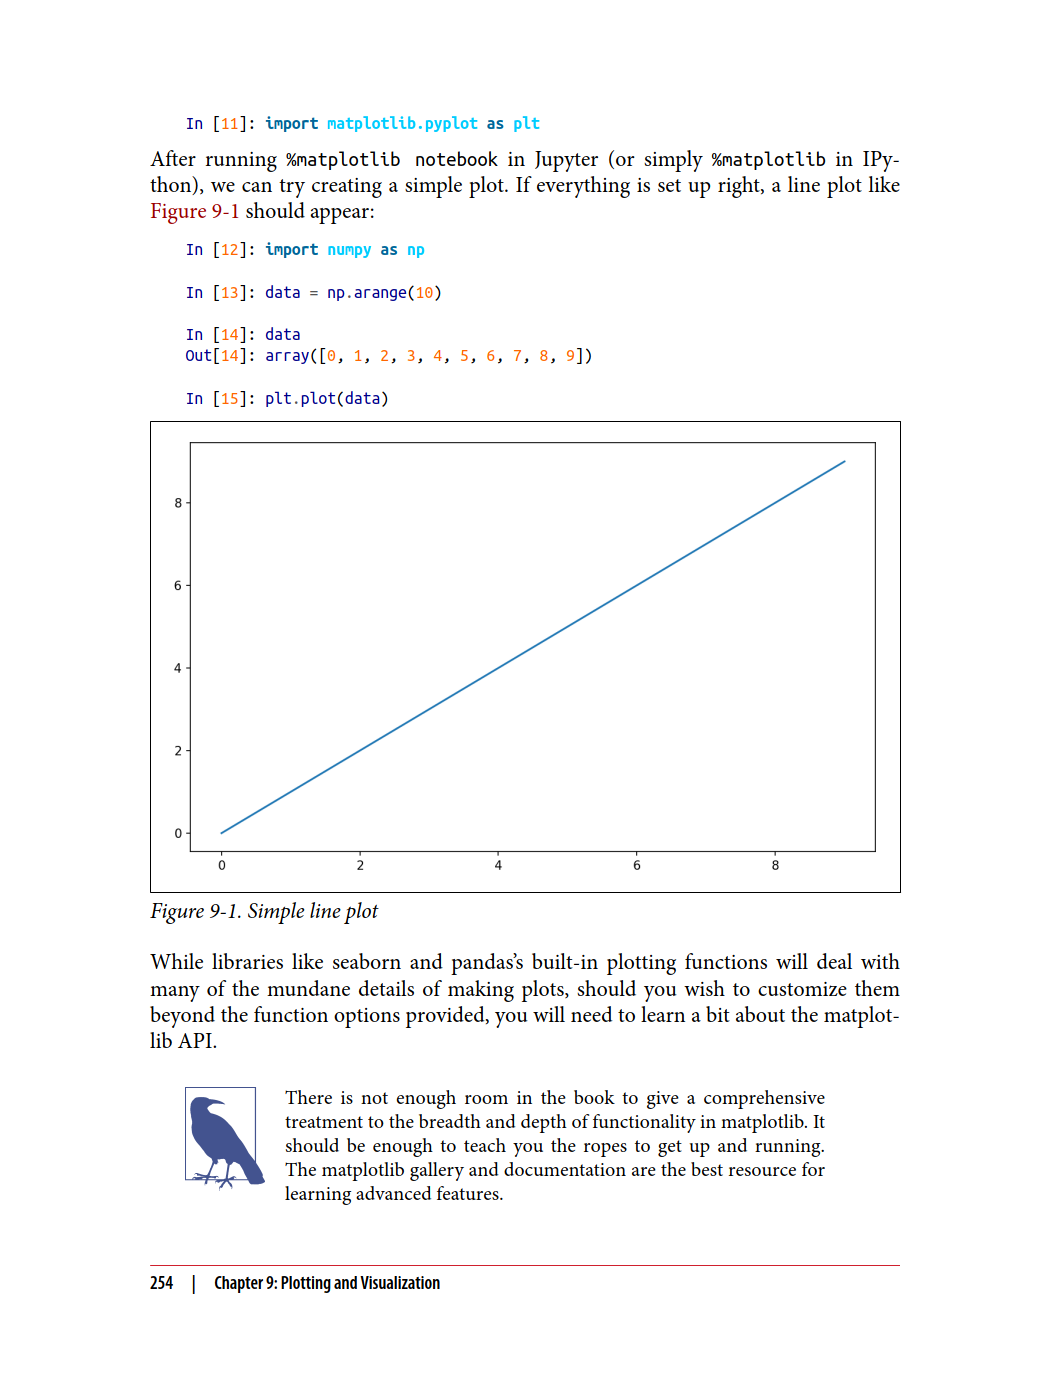 In [11]: import matplotlib.pyplot as plt
After running %matplotlib notebook in Jupyter (or simply %matplotlib in IPy-
thon), we can try creating a simple plot. If everything is set up right, a line plot like
Figure 9-1 should appear:
In [12]: import numpy as np
In [13]: data = np.arange(10)
In [14]: data
Out[14]: array([0, 1, 2, 3, 4, 5, 6, 7, 8, 9])
In [15]: plt.plot(data)
8
6
4
2
0
0 2 4 6 8
Figure 9-1. Simple line plot
While libraries like seaborn and pandas’s built-in plotting functions will deal with
many of the mundane details of making plots, should you wish to customize them
beyond the function options provided, you will need to learn a bit about the matplot-
lib API.
There is not enough room in the book to give a comprehensive
treatment to the breadth and depth of functionality in matplotlib. It
should be enough to teach you the ropes to get up and running.
The matplotlib gallery and documentation are the best resource for
learning advanced features.
254 | Chapter 9: Plotting and Visualization